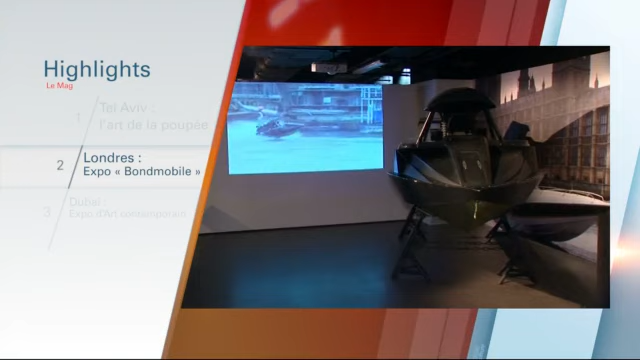 Highlights
Le Mag
1
Tel Aviv :
l'art de la poupée
2
Londres :
Expo « Bondmobile »
3
Dubaï :
Expo d'Art contemporain